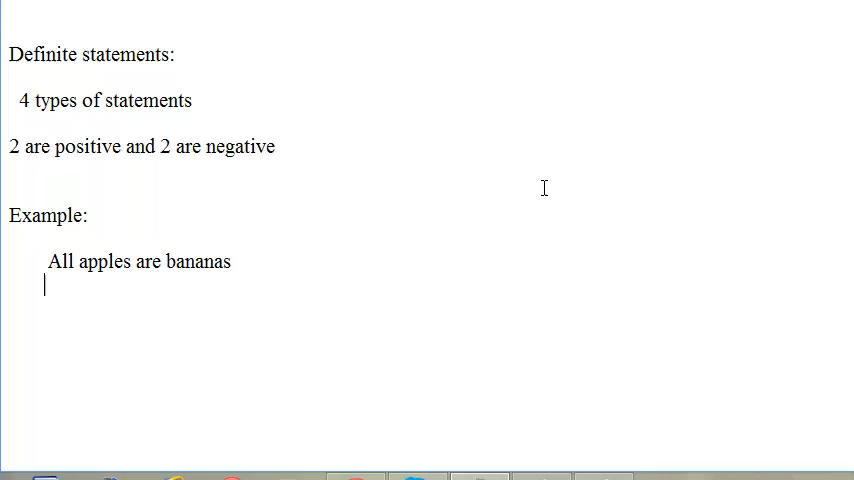 Definite statements:
4 types of statements
2 are positive and 2 are negative
Example:
All apples are bananas